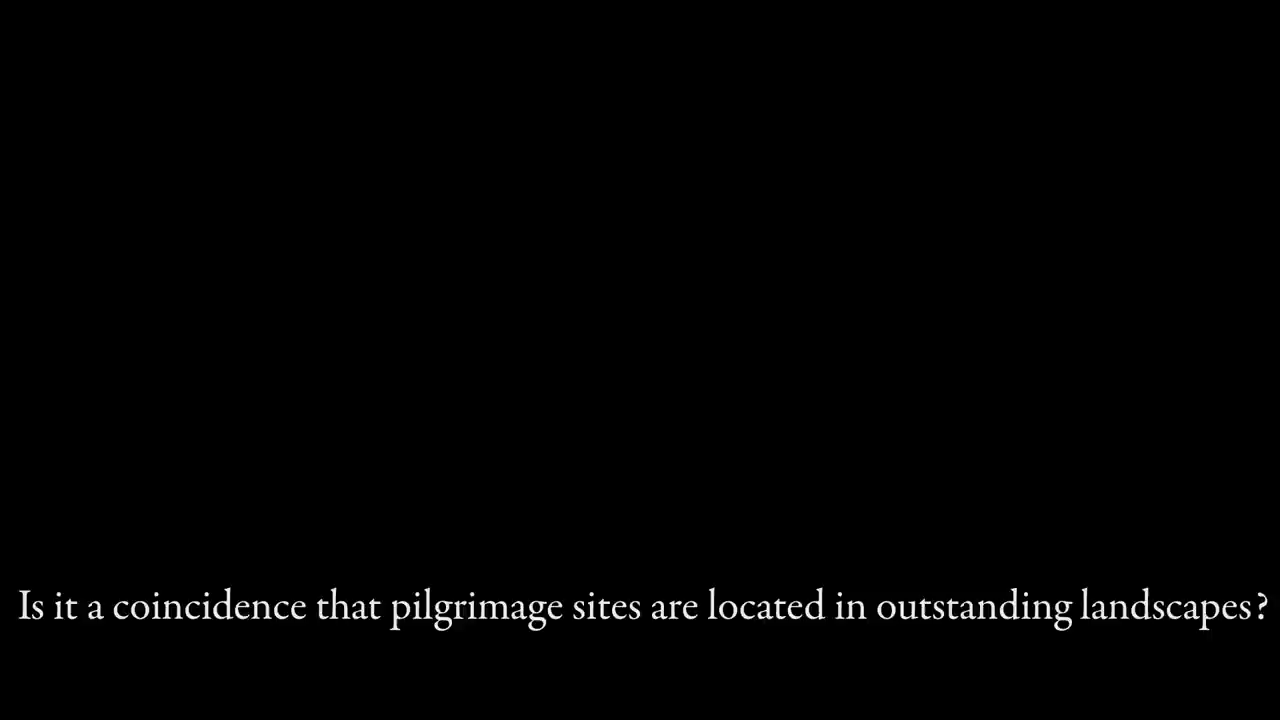 Is it a coincidence that pilgrimage sites are located in outstanding landscapes?